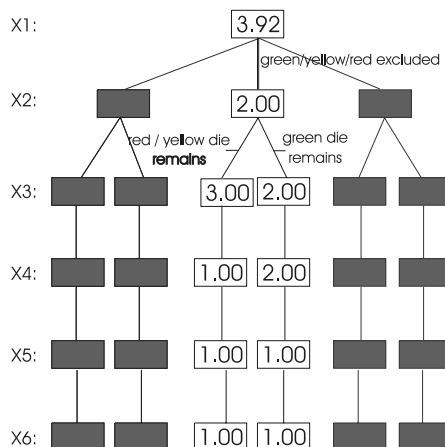 X1: 3.92
green/yellow/red excluded
X2: 2.00
red / yellow die remains
green die remains
X3: 3.00 2.00
X4: 1.00 2.00
X5: 1.00 1.00
X6: 1.00 1.00